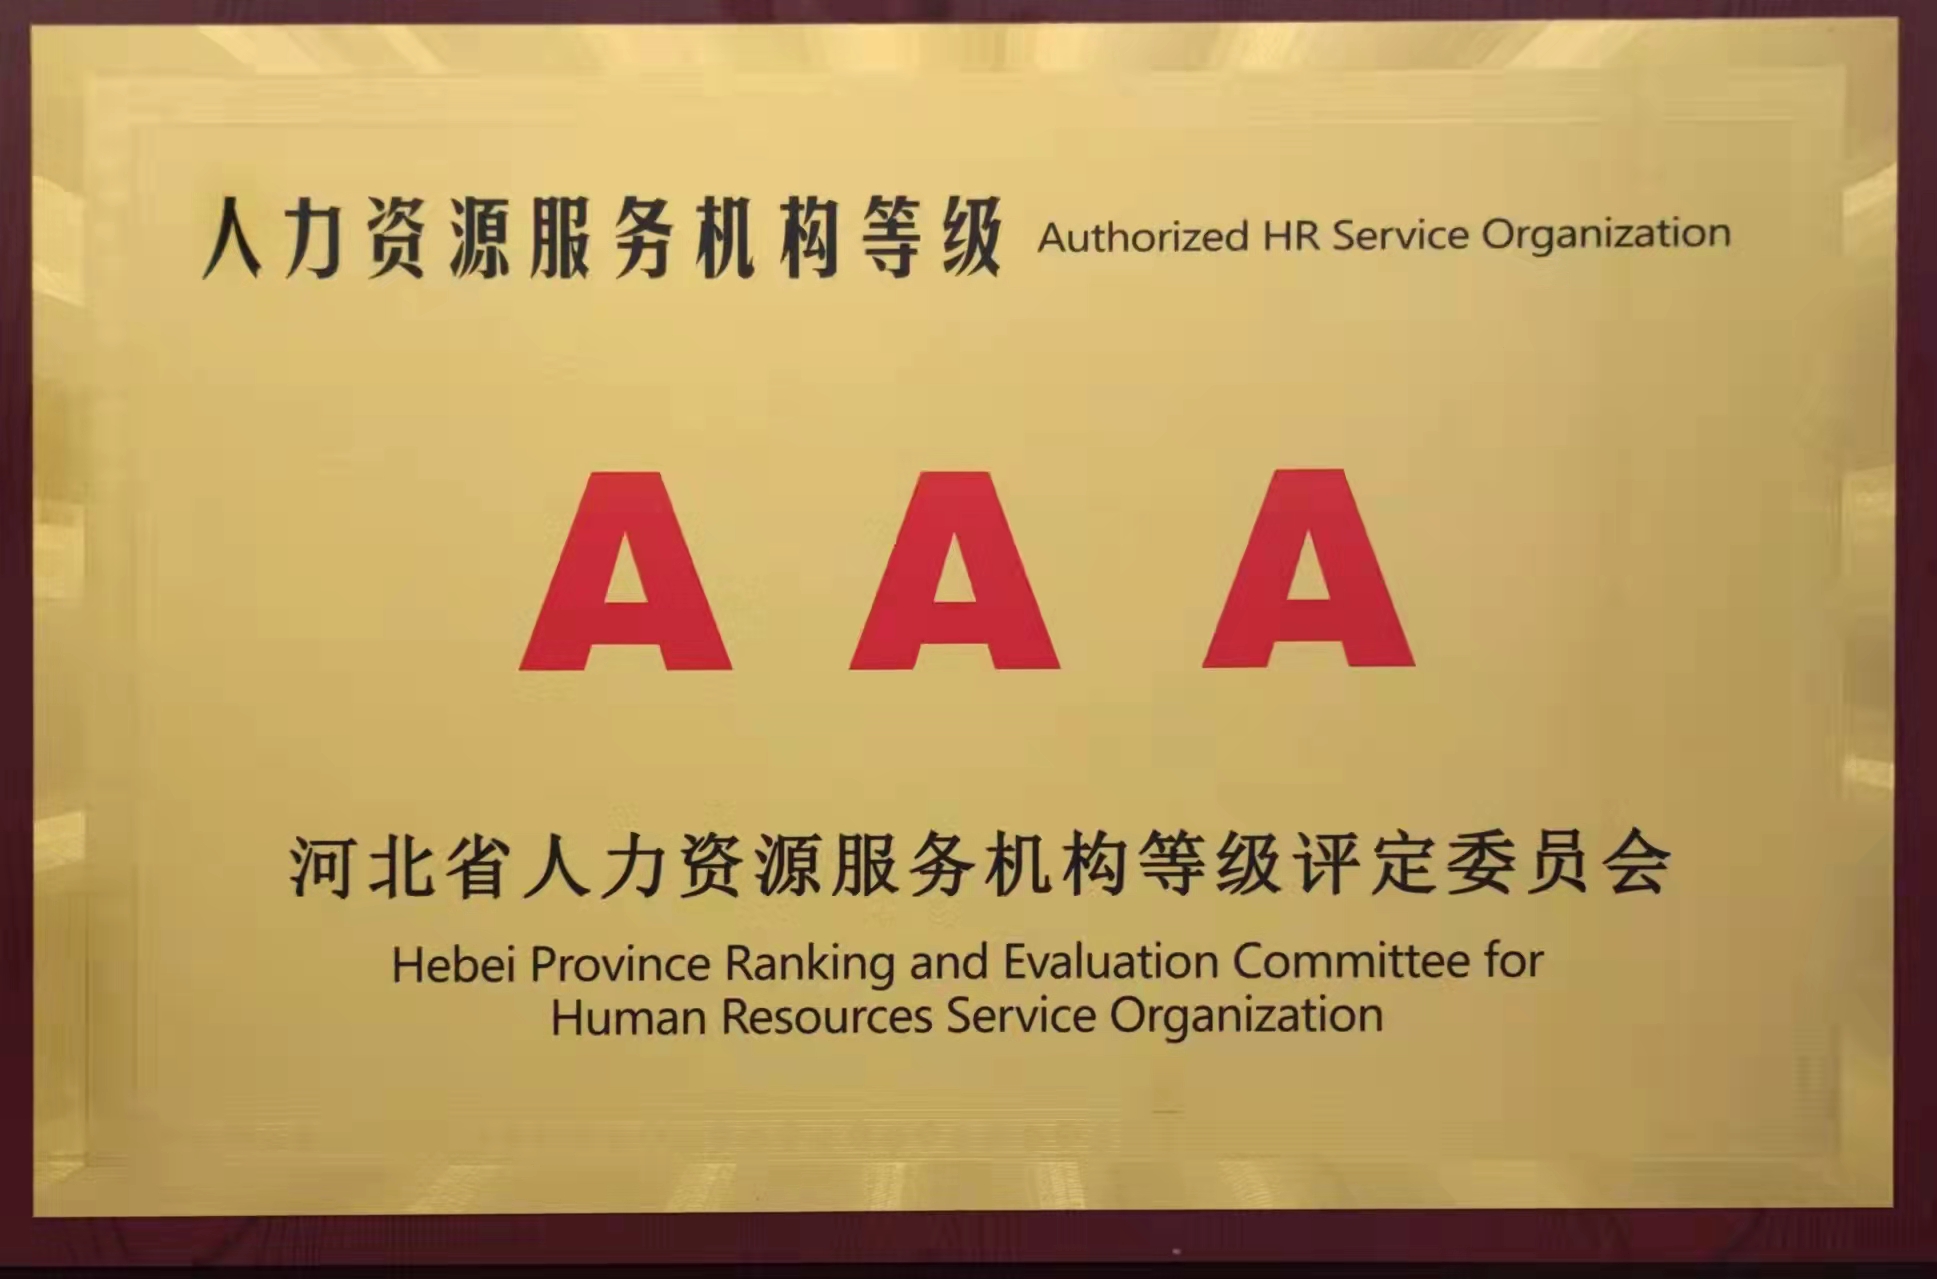 人力资源服务机构等级 Authorized HR Service Organization
A A A
河北省人力资源服务机构等级评定委员会
Hebei Province Ranking and Evaluation Committee for
Human Resources Service Organization